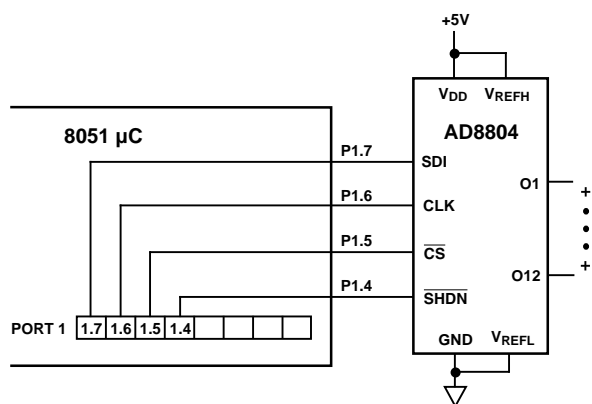 +5V
VDD VREFH
8051 µC
AD8804
P1.7 SDI
O1
P1.6 CLK
P1.5 CS
O12
P1.4 SHDN
PORT 1 1.7 1.6 1.5 1.4
GND VREFL